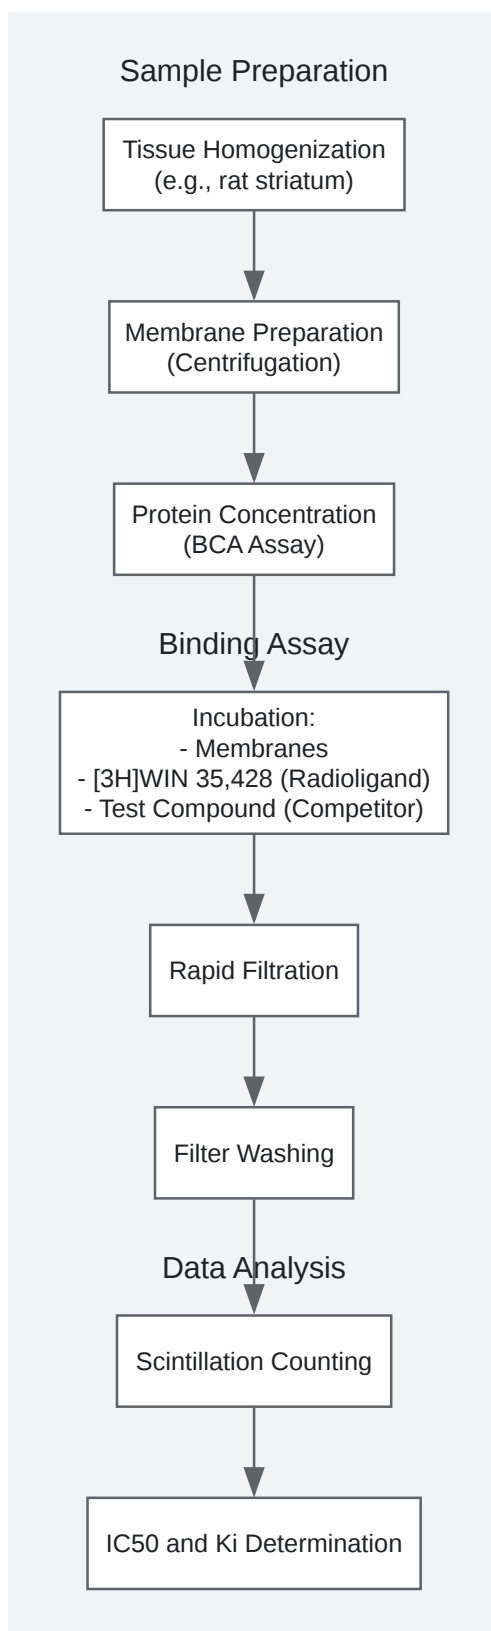 Sample Preparation
Tissue Homogenization
(e.g., rat striatum)
Membrane Preparation
(Centrifugation)
Protein Concentration
(BCA Assay)
Binding Assay
Incubation:
- Membranes
- [3H]WIN 35,428 (Radioligand)
- Test Compound (Competitor)
Rapid Filtration
Filter Washing
Data Analysis
Scintillation Counting
IC50 and Ki Determination